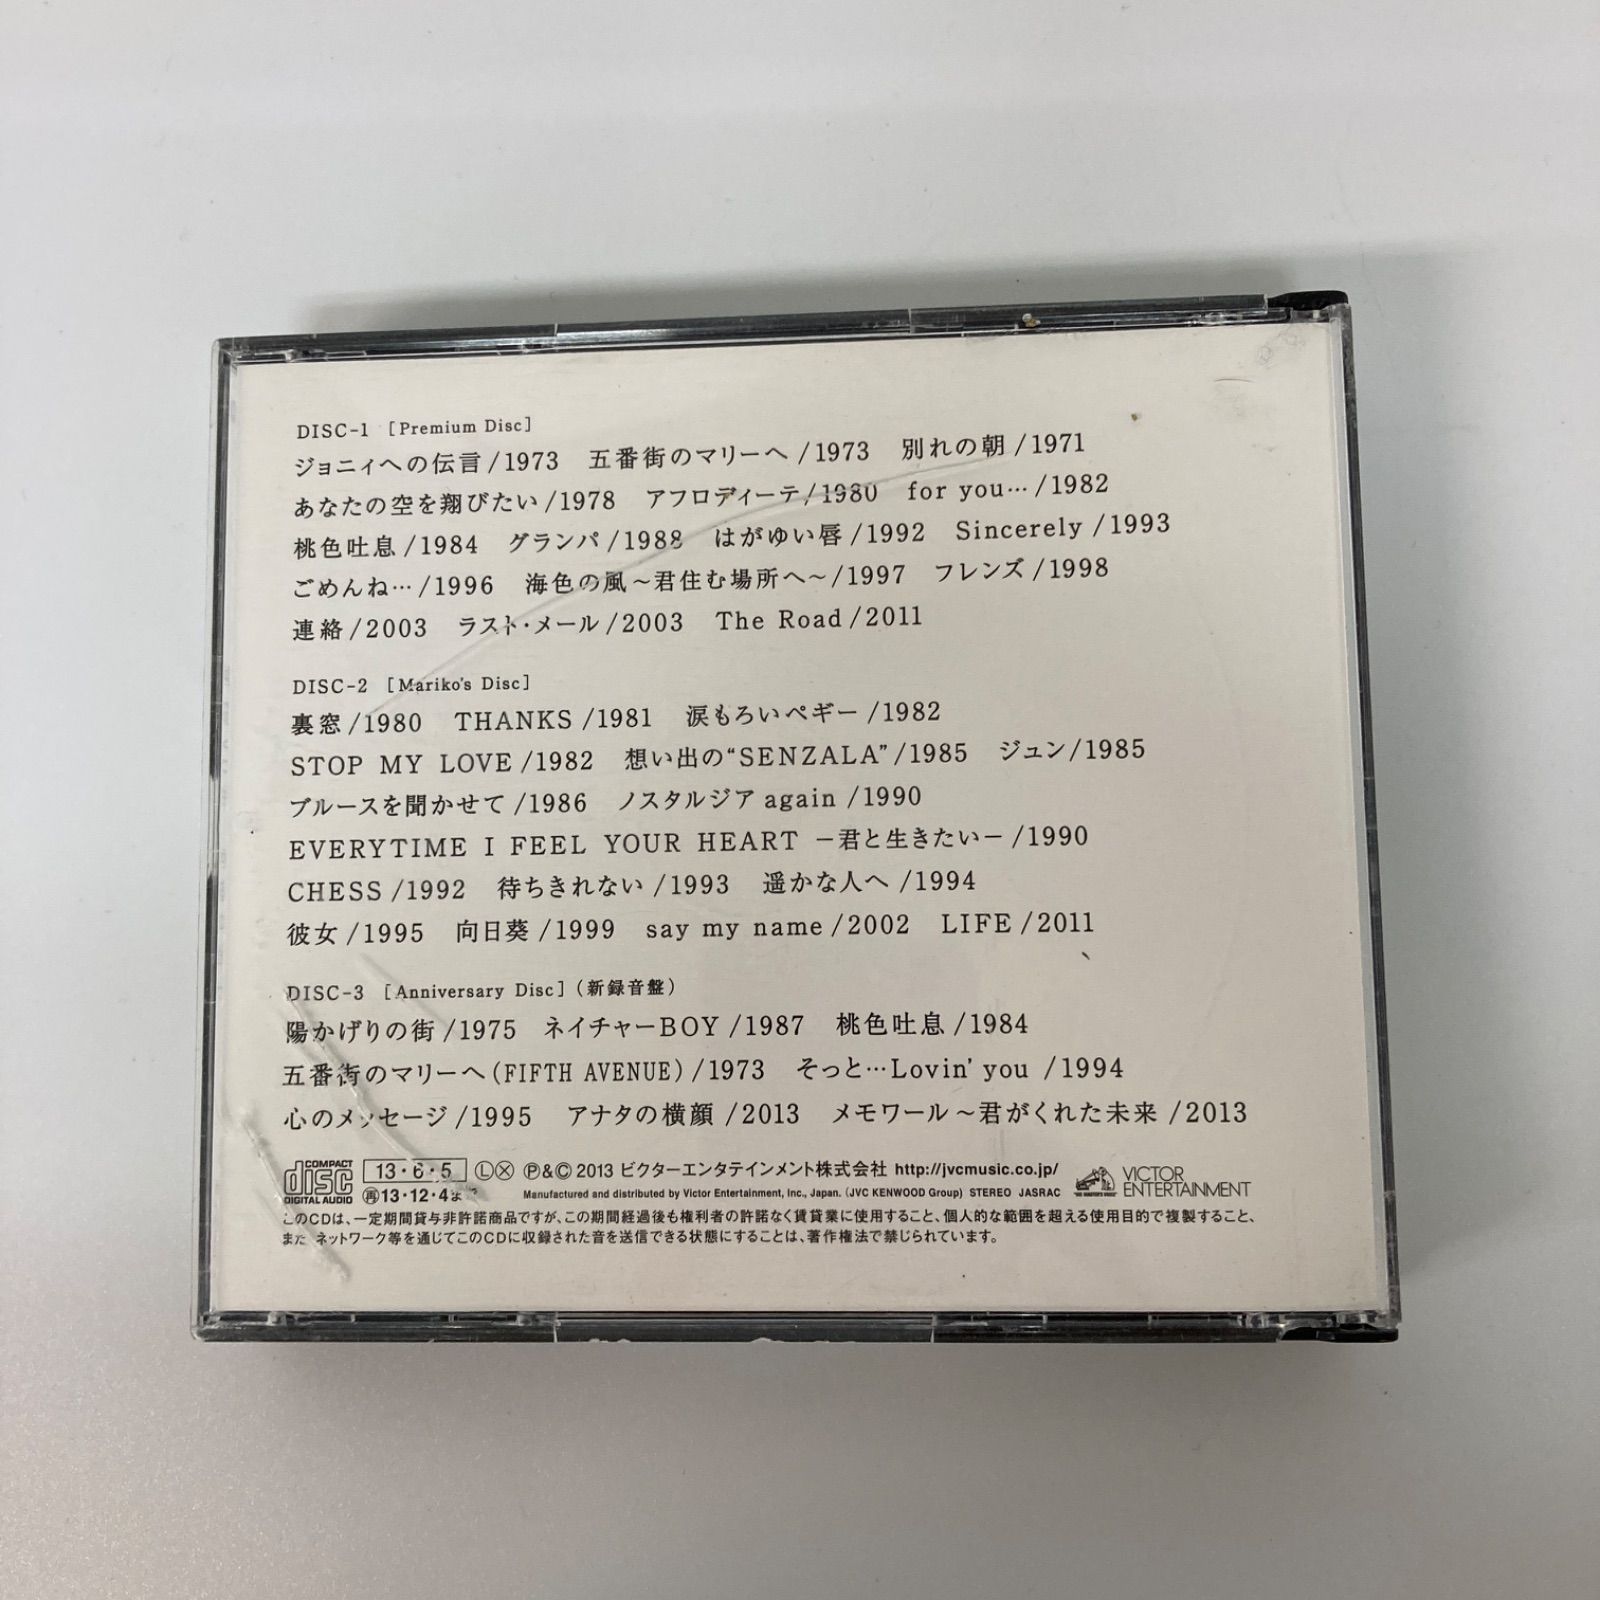 DISC-1 [Premium Disc]
ジョニィへの伝言/1973 五番街のマリーへ/1973 別れの朝/1971
あなたの空を翔びたい/1978 アフロディーテ/1980 for you…/1982
桃色吐息/1984 グランパ/1988 はがゆい唇/1992 Sincerely/1993
ごめんね…/1996 海色の風～君住む場所へ～/1997 フレンズ/1998
連絡/2003 ラスト・メール/2003 The Road/2011
DISC-2 [Mariko's Disc]
裏窓/1980 THANKS/1981 涙もろいペギー/1982
STOP MY LOVE/1982 想い出の“SENZALA”/1985 ジュン/1985
ブルースを聞かせて/1986 ノスタルジアagain/1990
EVERYTIME I FEEL YOUR HEART －君と生きたい－/1990
CHESS/1992 待ちきれない/1993 遥かな人へ/1994
彼女/1995 向日葵/1999 say my name/2002 LIFE/2011
DISC-3 [Anniversary Disc](新録音盤)
陽かげりの街/1975 ネイチャーBOY/1987 桃色吐息/1984
五番街のマリーへ(FIFTH AVENUE)/1973 そっと…Lovin' you /1994
心のメッセージ/1995 アナタの横顔/2013 メモワール～君がくれた未来/2013
COMPACT disc DIGITAL AUDIO 13・6・5 Ⓛ Ⓧ Ⓟ&© 2013 ビクターエンタテインメント株式会社 http://jvcmusic.co.jp/ VICTOR ENTERTAINMENT
㊞13・12・4まで Manufactured and distributed by Victor Entertainment, Inc., Japan. (JVC KENWOOD Group) STEREO JASRAC
このCDは、一定期間貸与非許諾商品ですが、この期間経過後も権利者の許諾なく賃貸業に使用すること、個人的な範囲を超える使用目的で複製すること、
また ネットワーク等を通じてこのCDに収録された音を送信できる状態にすることは、著作権法で禁じられています。